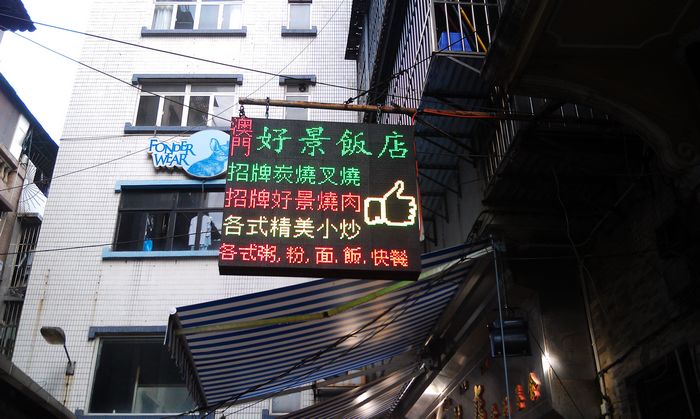 FONDER
WEAR
澳門 好景飯店
招牌炭燒叉燒
招牌好景燒肉
各式精美小炒
各式粥,粉,面,飯,快餐